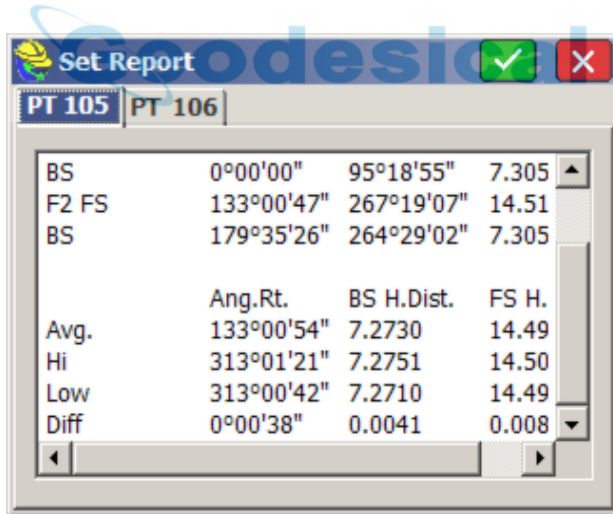 Geodesical
Set Report
PT 105 PT 106
BS 0°00'00" 95°18'55" 7.305
F2 FS 133°00'47" 267°19'07" 14.51
BS 179°35'26" 264°29'02" 7.305
Ang.Rt. BS H.Dist. FS H.
Avg. 133°00'54" 7.2730 14.49
Hi 313°01'21" 7.2751 14.50
Low 313°00'42" 7.2710 14.49
Diff 0°00'38" 0.0041 0.008